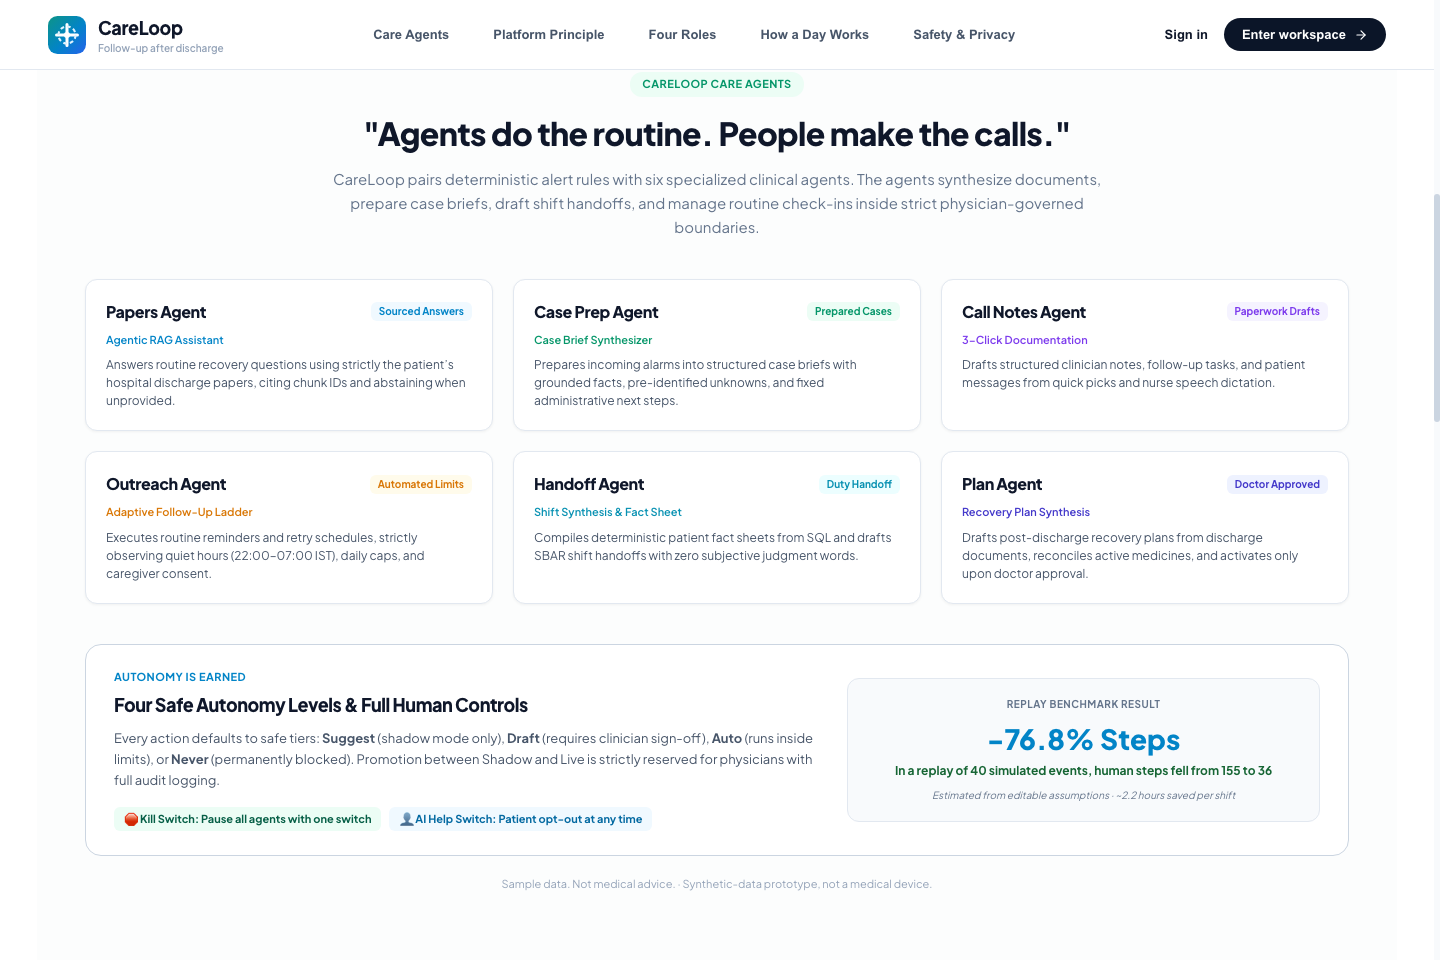 CareLoop
Follow-up after discharge
Care Agents
Platform Principle
Four Roles
How a Day Works
Safety & Privacy
Sign in
Enter workspace →
CARELOOP CARE AGENTS
"Agents do the routine. People make the calls."
CareLoop pairs deterministic alert rules with six specialized clinical agents. The agents synthesize documents,
prepare case briefs, draft shift handoffs, and manage routine check-ins inside strict physician-governed
boundaries.
Papers Agent
Sourced Answers
Agentic RAG Assistant
Answers routine recovery questions using strictly the patient's
hospital discharge papers, citing chunk IDs and abstaining when
unprovided.
Case Prep Agent
Prepared Cases
Case Brief Synthesizer
Prepares incoming alarms into structured case briefs with
grounded facts, pre-identified unknowns, and fixed
administrative next steps.
Call Notes Agent
Paperwork Drafts
3-Click Documentation
Drafts structured clinician notes, follow-up tasks, and patient
messages from quick picks and nurse speech dictation.
Outreach Agent
Automated Limits
Adaptive Follow-Up Ladder
Executes routine reminders and retry schedules, strictly
observing quiet hours (22:00–07:00 IST), daily caps, and
caregiver consent.
Handoff Agent
Duty Handoff
Shift Synthesis & Fact Sheet
Compiles deterministic patient fact sheets from SQL and drafts
SBAR shift handoffs with zero subjective judgment words.
Plan Agent
Doctor Approved
Recovery Plan Synthesis
Drafts post-discharge recovery plans from discharge
documents, reconciles active medicines, and activates only
upon doctor approval.
AUTONOMY IS EARNED
Four Safe Autonomy Levels & Full Human Controls
Every action defaults to safe tiers: Suggest (shadow mode only), Draft (requires clinician sign-off), Auto (runs inside
limits), or Never (permanently blocked). Promotion between Shadow and Live is strictly reserved for physicians with
full audit logging.
🛑 Kill Switch: Pause all agents with one switch
👤 AI Help Switch: Patient opt-out at any time
REPLAY BENCHMARK RESULT
-76.8% Steps
In a replay of 40 simulated events, human steps fell from 155 to 36
Estimated from editable assumptions · ~2.2 hours saved per shift
Sample data. Not medical advice. · Synthetic-data prototype, not a medical device.